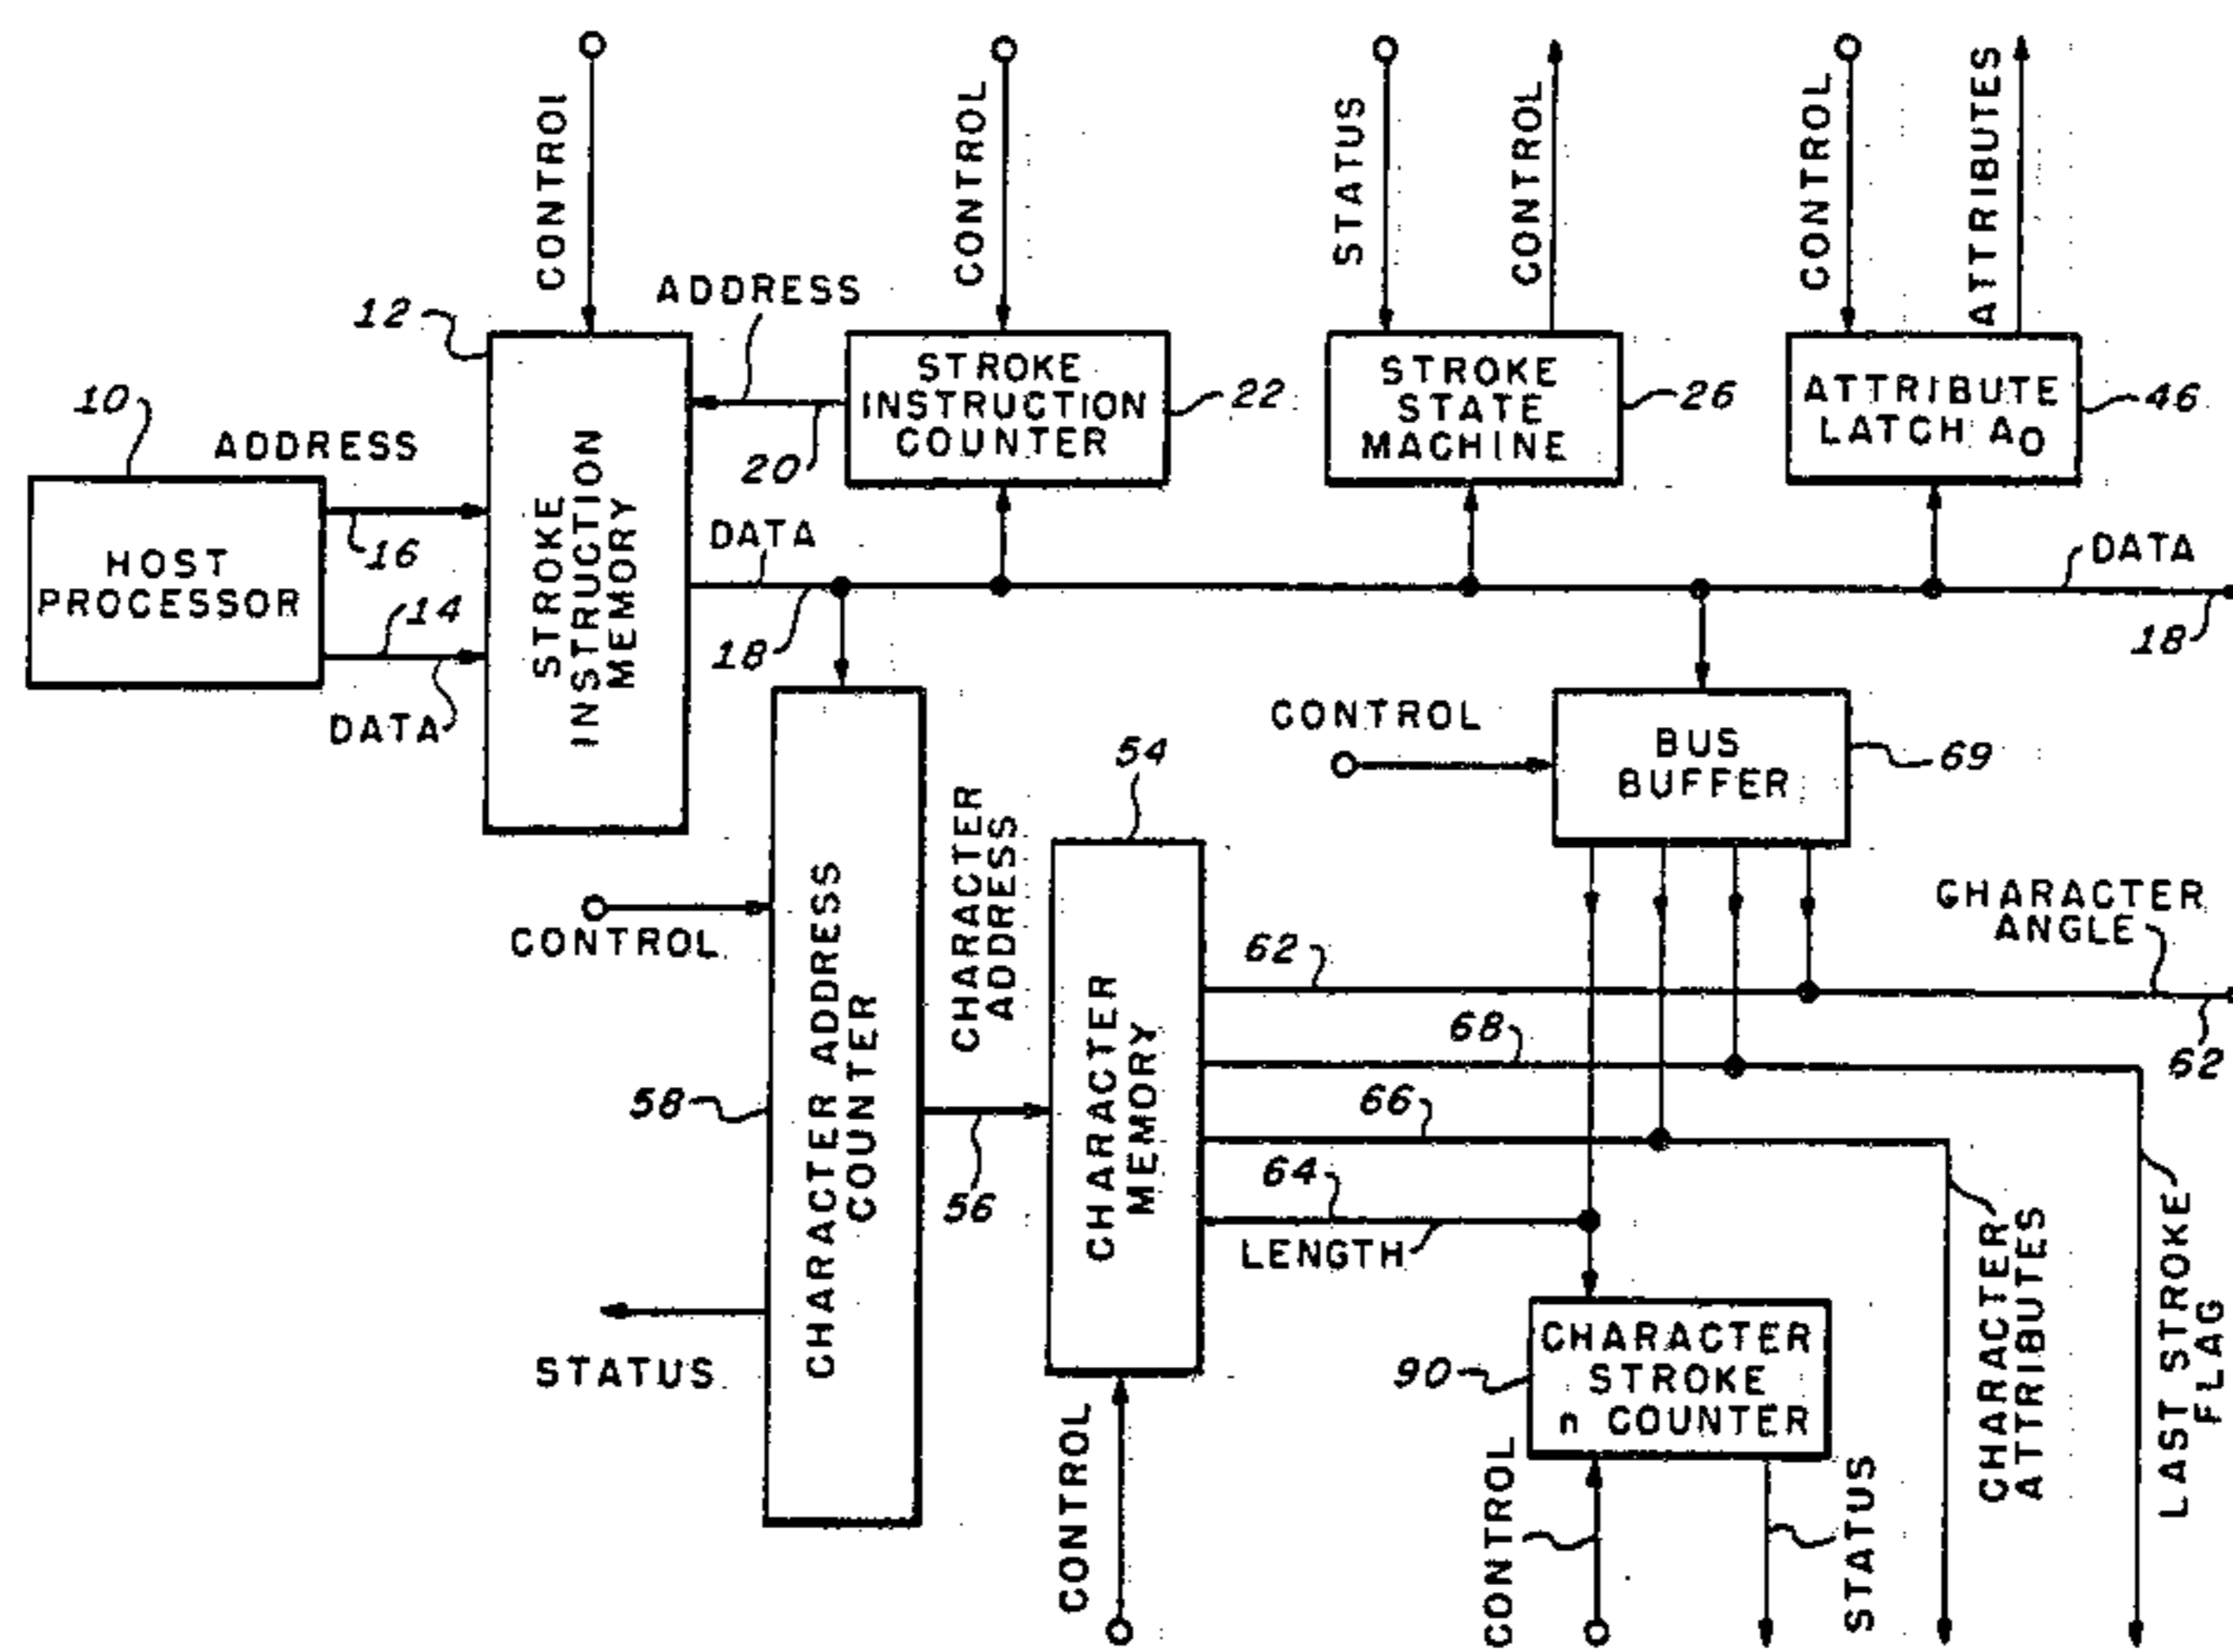 CONTROL
CONTROL
STATUS
CONTROL
CONTROL
ATTRIBUTES
12
ADDRESS
STROKE
INSTRUCTION
COUNTER
22
STROKE
STATE
MACHINE
26
ATTRIBUTE
LATCH A0
46
10
ADDRESS
20
HOST
PROCESSOR
16
14
DATA
STROKE
INSTRUCTION
MEMORY
DATA
18
DATA
18
CONTROL
BUS
BUFFER
69
CONTROL
58
CHARACTER ADDRESS
COUNTER
STATUS
CHARACTER
ADDRESS
56
54
CHARACTER
MEMORY
CONTROL
62
68
66
64
LENGTH
CHARACTER
ANGLE
62
90
CHARACTER
STROKE
n COUNTER
CONTROL
STATUS
CHARACTER
ATTRIBUTES
LAST STROKE
FLAG